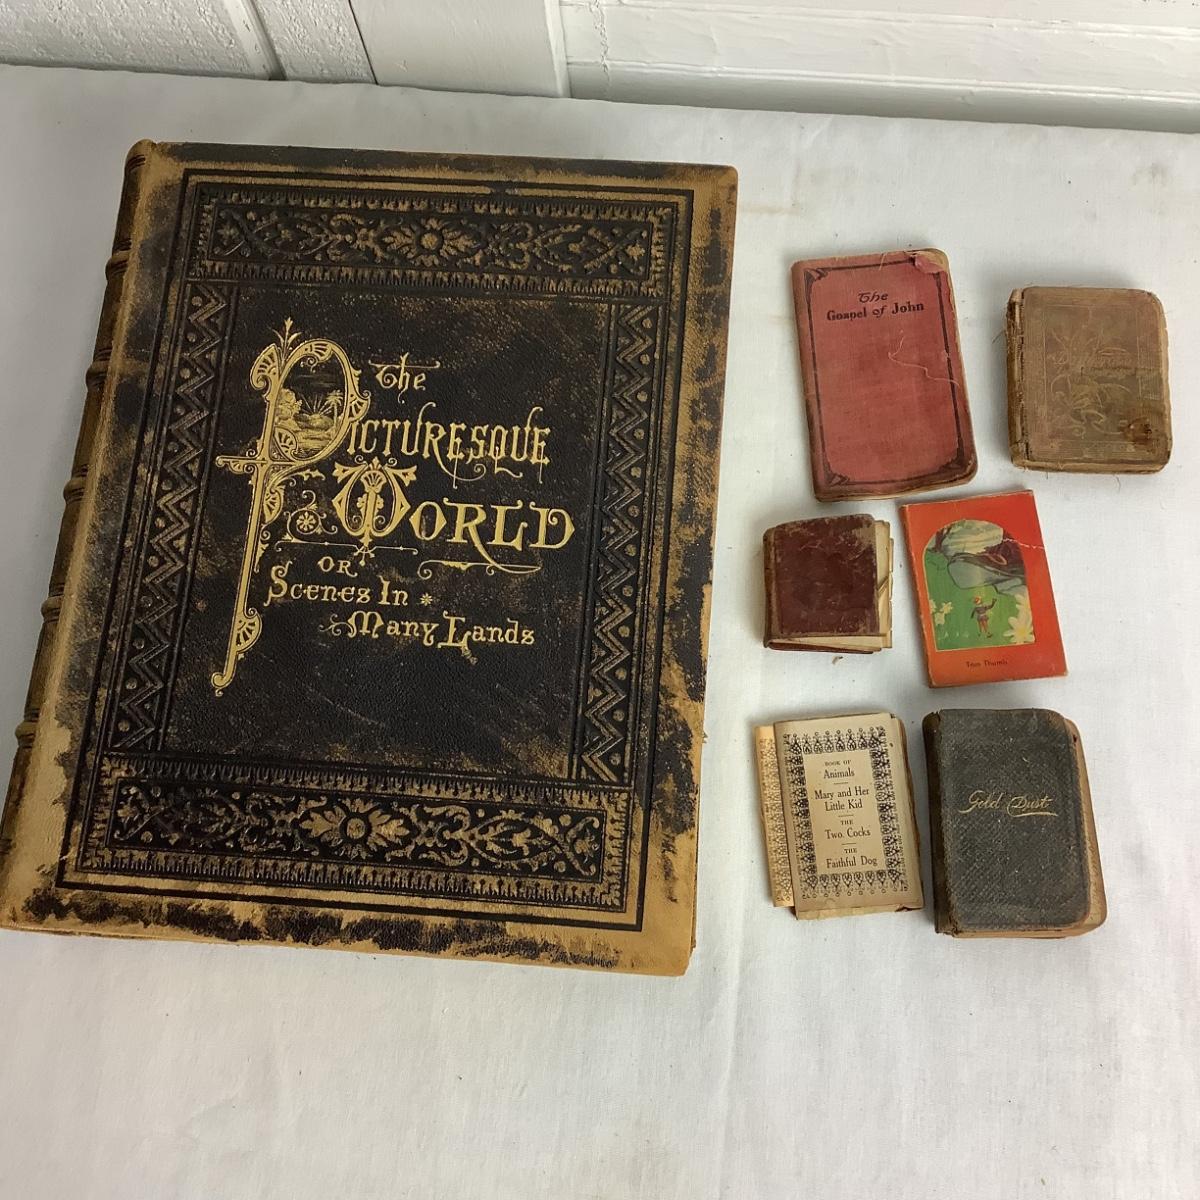 The
Picturesque
World
OR
Scenes In
Many Lands
The
Gospel of John
Tom Thumb
BOOK OF
Animals
Mary and Her
Little Kid
THE
Two Cocks
THE
Faithful Dog
Gold Dust